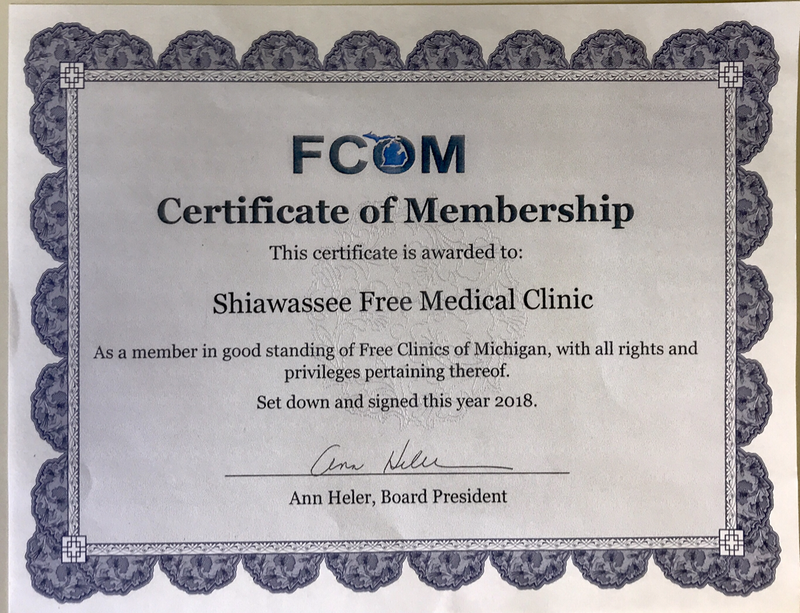 FCOM
Certificate of Membership
This certificate is awarded to:
Shiawassee Free Medical Clinic
As a member in good standing of Free Clinics of Michigan, with all rights and
privileges pertaining thereof.
Set down and signed this year 2018.
Ann Heler
Ann Heler, Board President